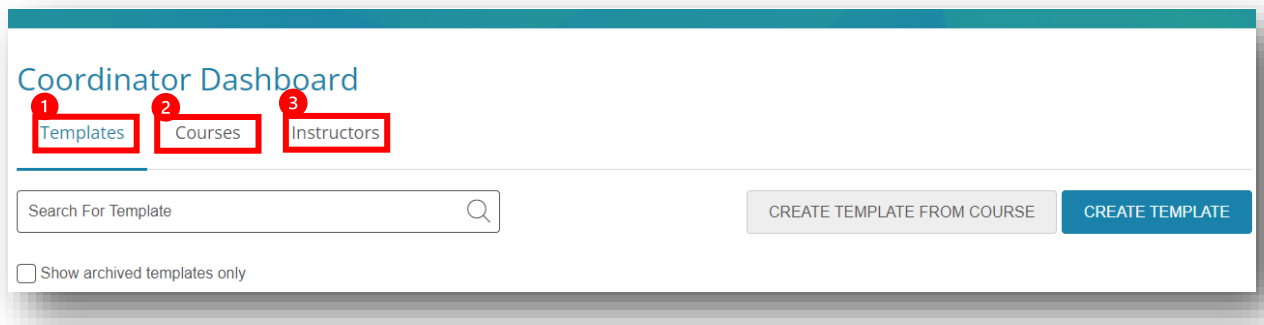 Coordinator Dashboard
1 2 3
Templates Courses Instructors
Search For Template CREATE TEMPLATE FROM COURSE CREATE TEMPLATE
Show archived templates only